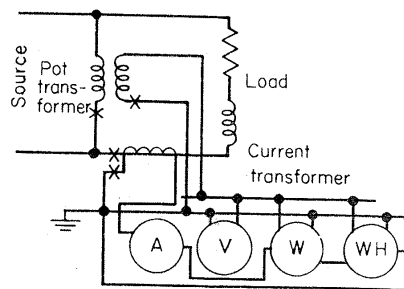 Source
Pot
trans-
former
Load
Current
transformer
A
V
W
WH